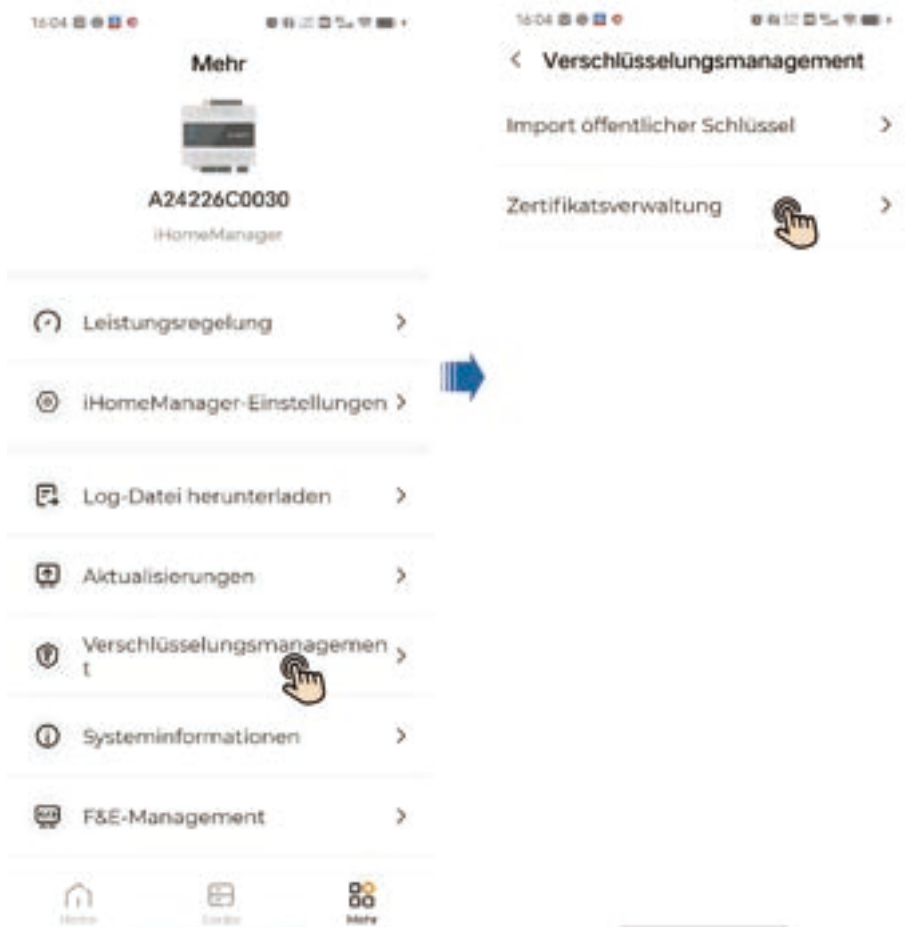 16:04
Mehr
A24226C0030
iHomeManager
Leistungsregelung
iHomeManager-Einstellungen
Log-Datei herunterladen
Aktualisierungen
Verschlüsselungsmanagemen
t
Systeminformationen
F&E-Management
Home
Mehr
16:04
Verschlüsselungsmanagement
Import öffentlicher Schlüssel
Zertifikatsverwaltung